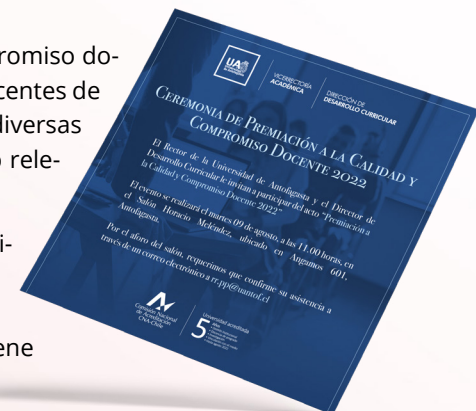 romiso do-
centes de
diversas
rele-
ene
UA
VICERRECTORÍA
ACADÉMICA
DIRECCIÓN DE
DESARROLLO CURRICULAR
CEREMONIA DE PREMIACIÓN A LA CALIDAD Y
COMPROMISO DOCENTE 2022
El Rector de la Universidad de Antofagasta y el Director de
Desarrollo Curricular le invitan a participar del acto "Premiación a
la Calidad y Compromiso Docente 2022"
El evento se realizará el martes 09 de agosto, a las 11.00 horas, en
el Salón Horacio Meléndez, ubicado en Angamos 601,
Antofagasta.
Por el aforo del salón, requerimos que confirme su asistencia a
través de un correo electrónico a rr.pp@uantof.cl
Comisión Nacional
de Acreditación
CNA-Chile
Universidad acreditada
5 Años